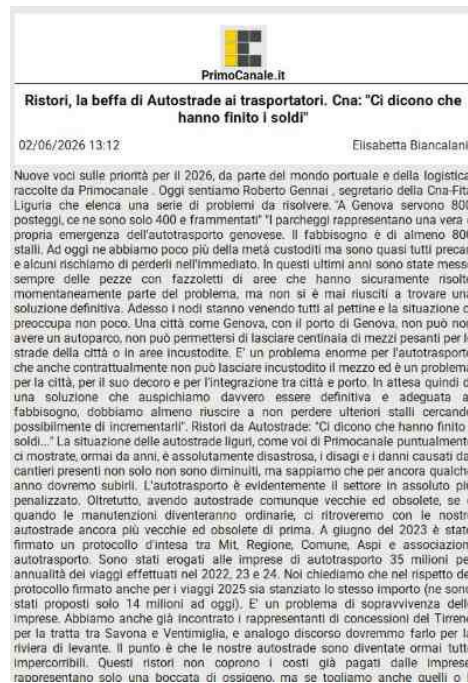 PrimoCanale.it
Ristori, la beffa di Autostrade ai trasportatori. Cna: "Ci dicono che
hanno finito i soldi"
02/06/2026 13:12
Elisabetta Biancalani
Nuove voci sulle priorità per il 2026, da parte del mondo portuale e della logistica
raccolte da Primocanale . Oggi sentiamo Roberto Gennai , segretario della Cna-Fita
Liguria che elenca una serie di problemi da risolvere. "A Genova servono 800
posteggi, ce ne sono solo 400 e frammentati" "I parcheggi rappresentano una vera e
propria emergenza dell'autotrasporto genovese. Il fabbisogno è di almeno 800
stalli. Ad oggi ne abbiamo poco più della metà custoditi ma sono quasi tutti precari
e alcuni rischiamo di perderli nell'immediato. In questi ultimi anni sono state messe
sempre delle pezze con fazzoletti di aree che hanno sicuramente risolto
momentaneamente parte del problema, ma non si è mai riusciti a trovare una
soluzione definitiva. Adesso i nodi stanno venendo tutti al pettine e la situazione ci
preoccupa non poco. Una città come Genova, con il porto di Genova, non può non
avere un autoparco, non può permettersi di lasciare centinaia di mezzi pesanti per le
strade della città o in aree incustodite. E' un problema enorme per l'autotrasporto
che anche contrattualmente non può lasciare incustodito il mezzo ed è un problema
per la città, per il suo decoro e per l'integrazione tra città e porto. In attesa quindi di
una soluzione che auspichiamo davvero essere definitiva e adeguata al
fabbisogno, dobbiamo almeno riuscire a non perdere ulteriori stalli cercando
possibilmente di incrementarli". Ristori da Autostrade: "Ci dicono che hanno finito i
soldi..." La situazione delle autostrade liguri, come voi di Primocanale puntualmente
ci mostrate, ormai da anni, è assolutamente disastrosa, i disagi e i danni causati dai
cantieri presenti non solo non sono diminuiti, ma sappiamo che per ancora qualche
anno dovremo subirli. L'autotrasporto è evidentemente il settore in assoluto più
penalizzato. Oltretutto, avendo autostrade comunque vecchie ed obsolete, se e
quando le manutenzioni diventeranno ordinarie, ci ritroveremo con le nostre
autostrade ancora più vecchie ed obsolete di prima. A giugno del 2023 è stato
firmato un protocollo d'intesa tra Mit, Regione, Comune, Aspi e associazioni
autotrasporto. Sono stati erogati alle imprese di autotrasporto 35 milioni per
annualità dei viaggi effettuati nel 2022, 23 e 24. Noi chiediamo che nel rispetto del
protocollo firmato anche per i viaggi 2025 sia stanziato lo stesso importo (ne sono
stati proposti solo 14 milioni ad oggi). E' un problema di sopravvivenza delle
imprese. Abbiamo anche già incontrato i rappresentanti di concessioni del Tirreno
per la tratta tra Savona e Ventimiglia, e analogo discorso dovremmo farlo per la
riviera di levante. Il punto è che le nostre autostrade sono diventate ormai tutte
impercorribili. Questi ristori non coprono i costi già pagati dalle imprese,
rappresentano solo una boccata di ossigeno, ma se togliamo anche quelli o li